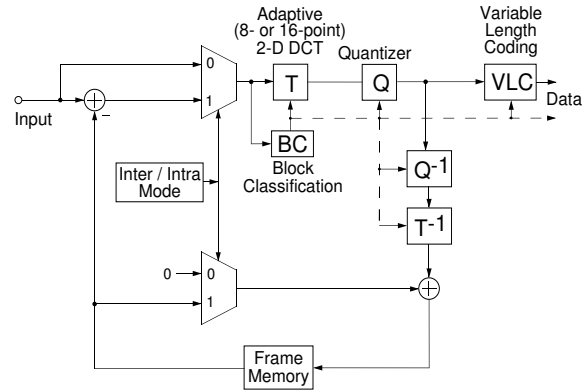 Adaptive
(8- or 16-point)
2-D DCT
Quantizer
Variable
Length
Coding
0
1
T
Q
VLC
Input
+
−
Data
BC
Block
Classification
Inter / Intra
Mode
Q-1
T-1
0
0
1
+
Frame
Memory